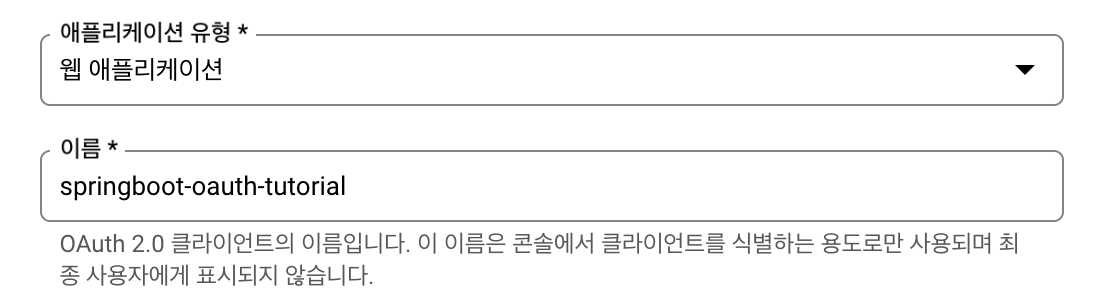 애플리케이션 유형 *
웹 애플리케이션
이름 *
springboot-oauth-tutorial
OAuth 2.0 클라이언트의 이름입니다. 이 이름은 콘솔에서 클라이언트를 식별하는 용도로만 사용되며 최
종 사용자에게 표시되지 않습니다.